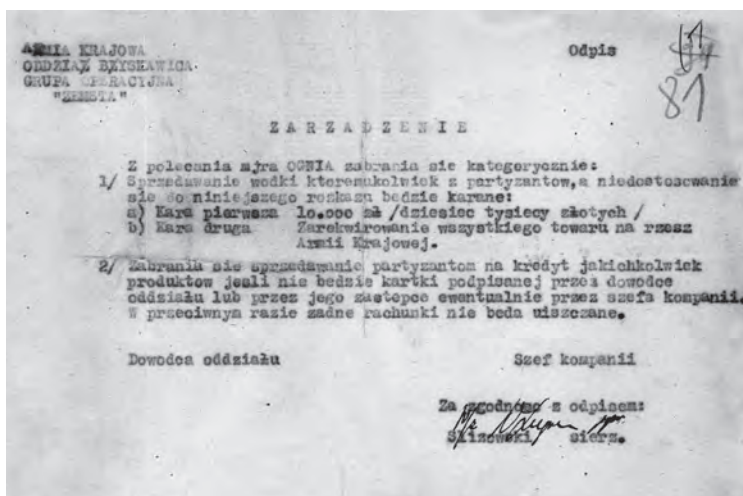 ARMIA KRAJOWA
Odpis
ODDZIAŁ BŁYSKAWICA
GRUPA OPERACYJNA
"ZEMSTA"
81
Z A R Z A D Z E N I E
Z polecania mjra OGNIA zabrania sie kategorycznie:
1/ Sprzedawanie wodki ktoremukolwiek z partyzantow,a niedostosowanie
sie do niniejszego rozkazu bedzie karane:
a) Kara pierwsza 10.000 zł /dziesiec tysiecy złotych/
b) Kara druga Zarekwirowanie wszystkiego towaru na rzesz
Armii Krajowej.
2/ Zabrania sie sprzedawanie partyzantom na kredyt jakichkolwiek
produktow jesli nie bedzie kartki podpisanej przez dowodce
oddziału lub przez jego zastepce ewentualnie przez szefa kompanii.
W przeciwnym razie zadne rachunki nie beda uiszczane.
Dowodca oddziału Szef kompanii
Za zgodnosc z odpisem:
Slizowski sierz.